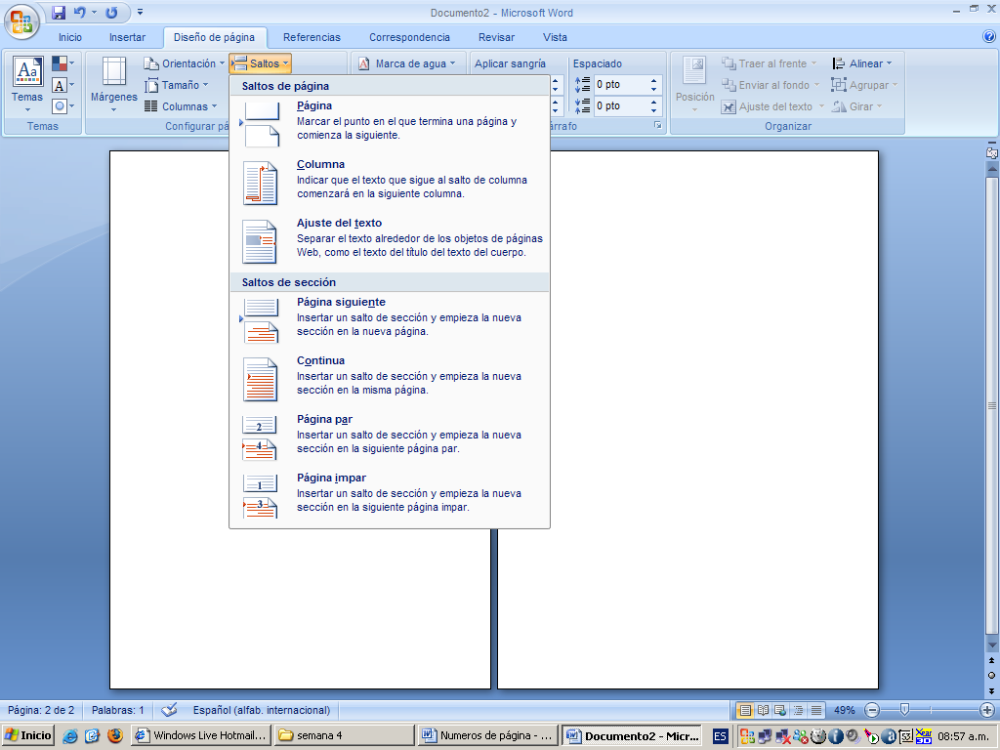 Documento2 - Microsoft Word
Inicio Insertar Diseño de página Referencias Correspondencia Revisar Vista
Orientación Saltos Marca de agua Aplicar sangría Espaciado Traer al frente Alinear
Tamaño 0 pto Enviar al fondo Agrupar
Temas Márgenes Columnas 0 pto Posición Ajuste del texto Girar
Temas Configurar pá rrafo Organizar
Saltos de página
Página
Marcar el punto en el que termina una página y
comienza la siguiente.
Columna
Indicar que el texto que sigue al salto de columna
comenzará en la siguiente columna.
Ajuste del texto
Separar el texto alrededor de los objetos de páginas
Web, como el texto del título del texto del cuerpo.
Saltos de sección
Página siguiente
Insertar un salto de sección y empieza la nueva
sección en la nueva página.
Continua
Insertar un salto de sección y empieza la nueva
sección en la misma página.
Página par
Insertar un salto de sección y empieza la nueva
sección en la siguiente página par.
Página impar
Insertar un salto de sección y empieza la nueva
sección en la siguiente página impar.
Página: 2 de 2 Palabras: 1 Español (alfab. internacional) 49%
Inicio Windows Live Hotmail... semana 4 Numeros de página - ... Documento2 - Micr... ES 08:57 a.m.